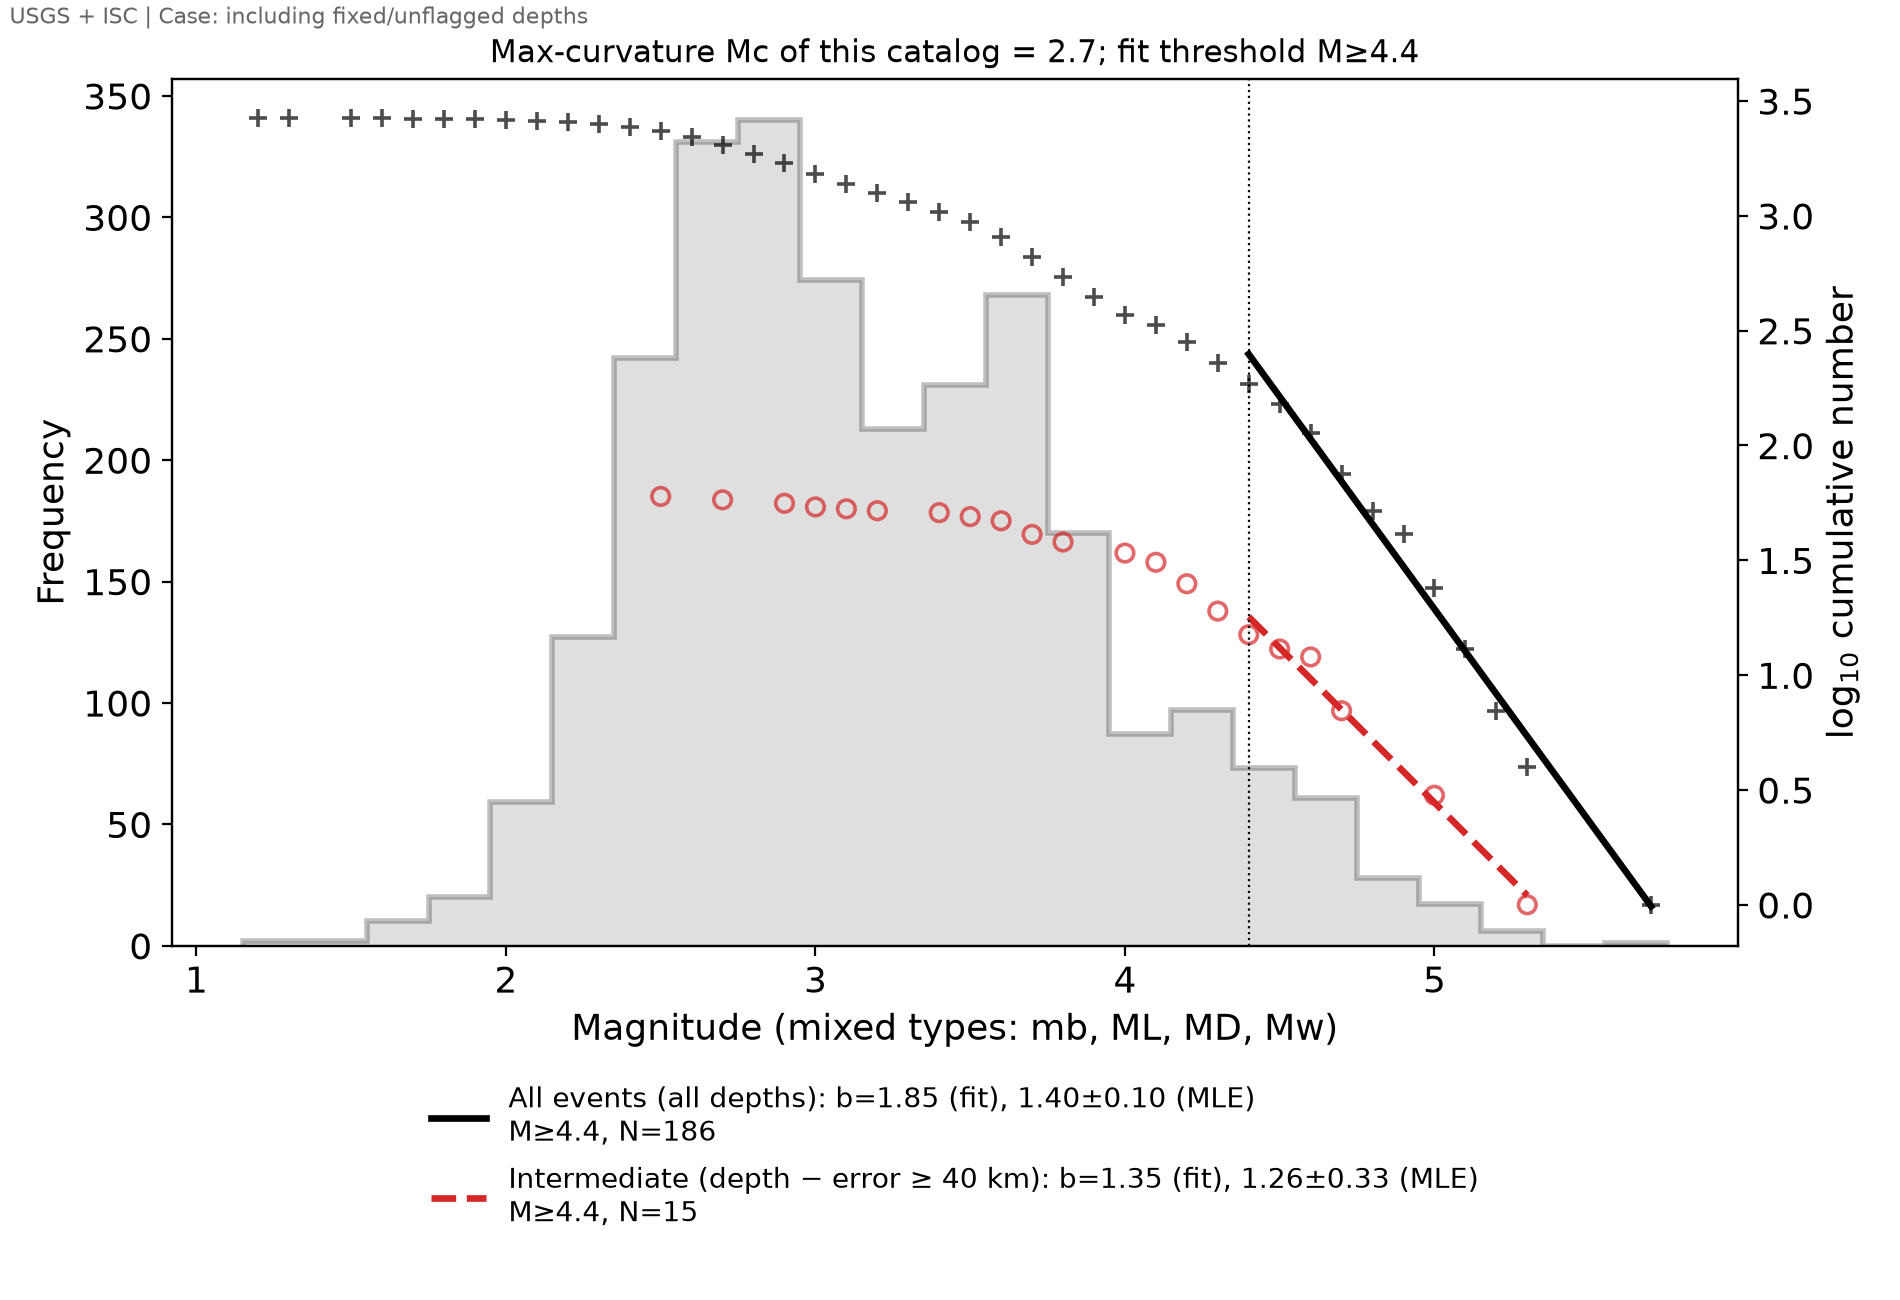 USGS + ISC | Case: including fixed/unflagged depths
Max-curvature Mc of this catalog = 2.7; fit threshold M≥4.4
350
300
250
200
150
100
50
0
Frequency
3.5
3.0
2.5
2.0
1.5
1.0
0.5
0.0
log₁₀ cumulative number
1 2 3 4 5
Magnitude (mixed types: mb, ML, MD, Mw)
All events (all depths): b=1.85 (fit), 1.40±0.10 (MLE)
M≥4.4, N=186
Intermediate (depth − error ≥ 40 km): b=1.35 (fit), 1.26±0.33 (MLE)
M≥4.4, N=15